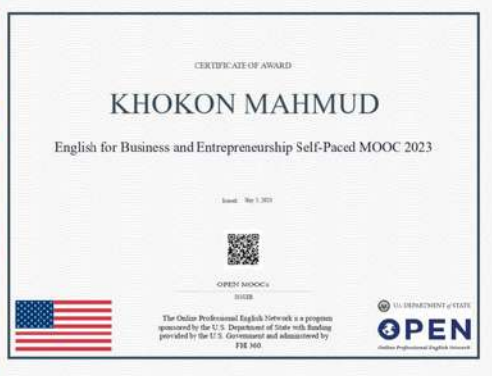 CERTIFICATE OF AWARD
KHOKON MAHMUD
English for Business and Entrepreneurship Self-Paced MOOC 2023
Issued:
OPEN MOOCs
ISSUER
The Online Professional English Network is a program
sponsored by the U.S. Department of State with funding
provided by the U.S. Government and administered by
FHI 360.
U.S. DEPARTMENT of STATE
OPEN
Online Professional English Network